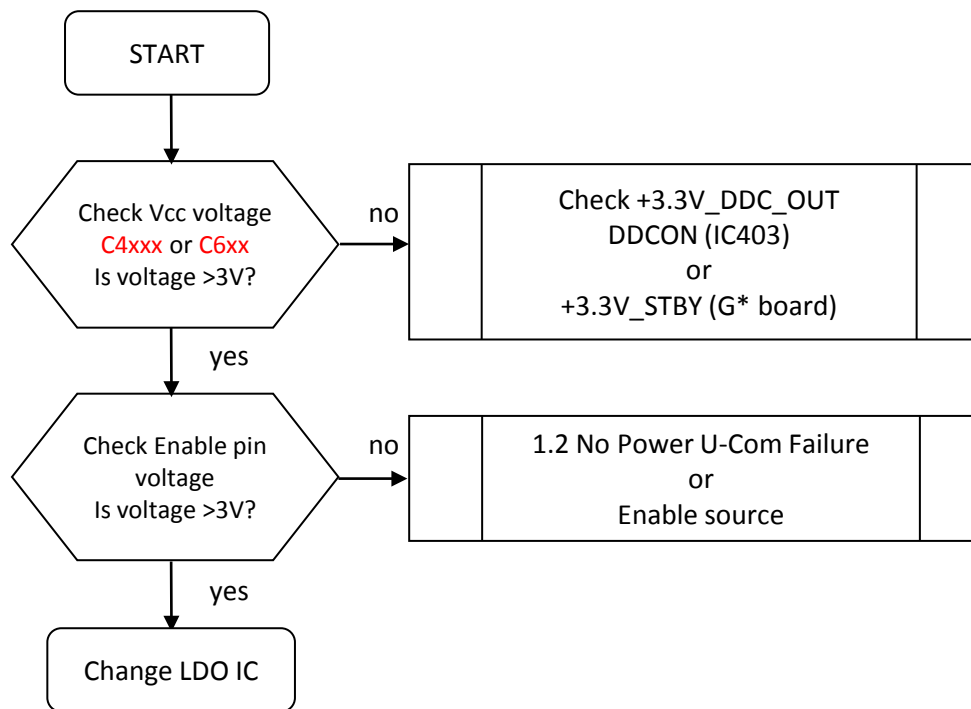 START
Check Vcc voltage
C4xxx or C6xx
Is voltage >3V?
no
Check +3.3V_DDC_OUT
DDCON (IC403)
or
+3.3V_STBY (G* board)
yes
Check Enable pin
voltage
Is voltage >3V?
no
1.2 No Power U-Com Failure
or
Enable source
yes
Change LDO IC